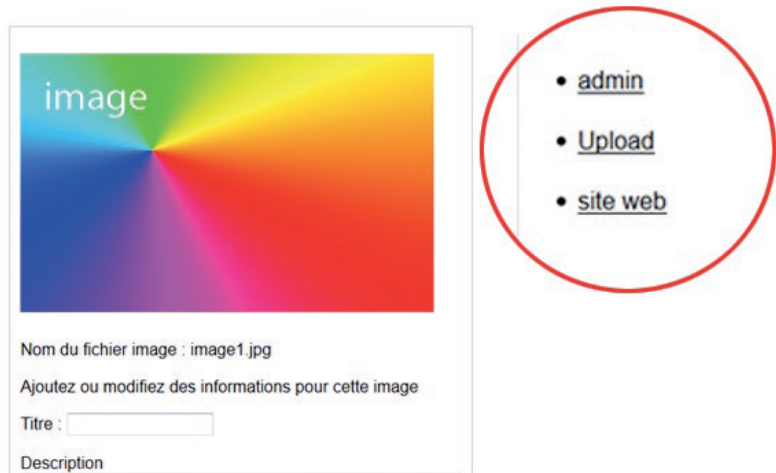 image
Nom du fichier image : image1.jpg
Ajoutez ou modifiez des informations pour cette image
Titre :
Description
admin
Upload
site web